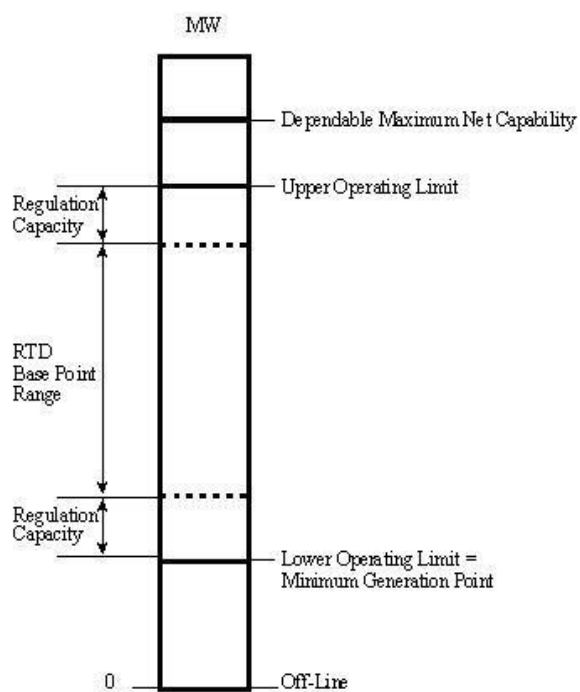 MW
Dependable Maximum Net Capability
Upper Operating Limit
Regulation
Capacity
RTD
Base Point
Range
Regulation
Capacity
Lower Operating Limit =
Minimum Generation Point
0
Off-Line